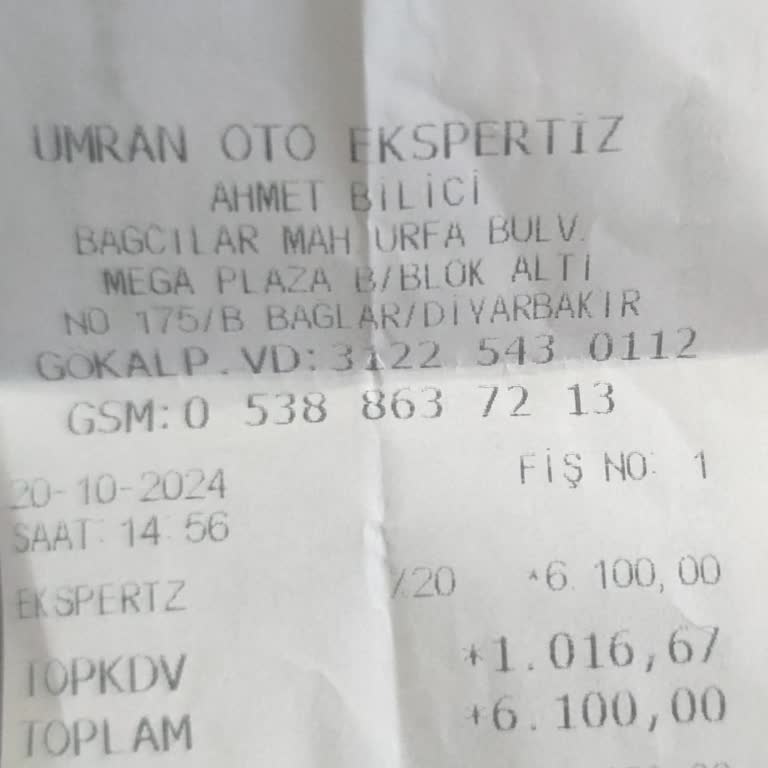 UMRAN OTO EKSPERTİZ
AHMET BİLİCİ
BAGCILAR MAH URFA BULV.
MEGA PLAZA B/BLOK ALTI
NO 175/B BAGLAR/DİYARBAKIR
GOKALP.VD:3122 543 0112
GSM:0 538 863 72 13
20-10-2024 FİŞ NO: 1
SAAT: 14 56
EKSPERTZ %20 *6.100,00
TOPKDV *1.016,67
TOPLAM *6.100,00